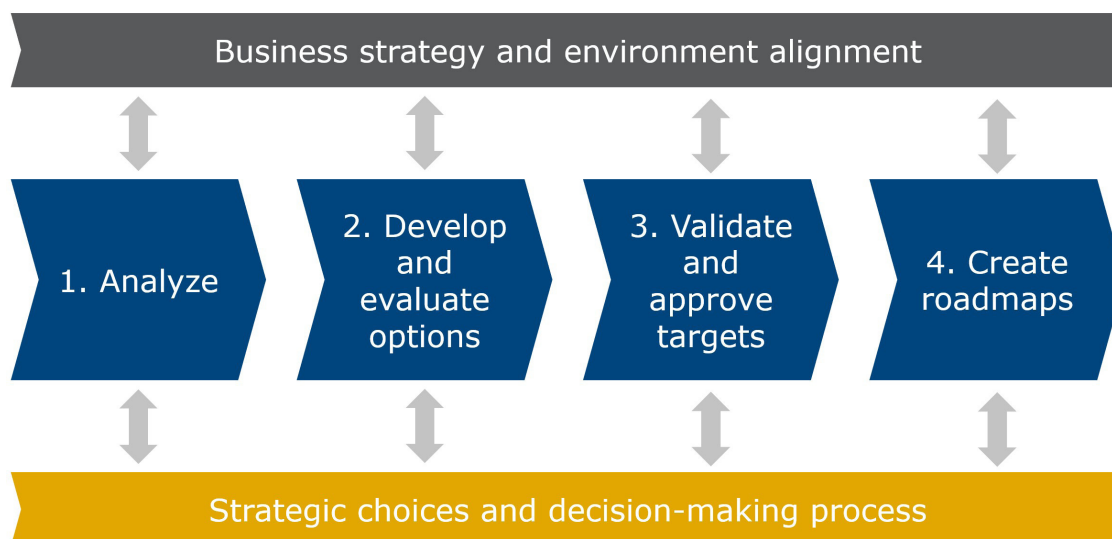 Business strategy and environment alignment
1. Analyze
2. Develop
and
evaluate
options
3. Validate
and
approve
targets
4. Create
roadmaps
Strategic choices and decision-making process